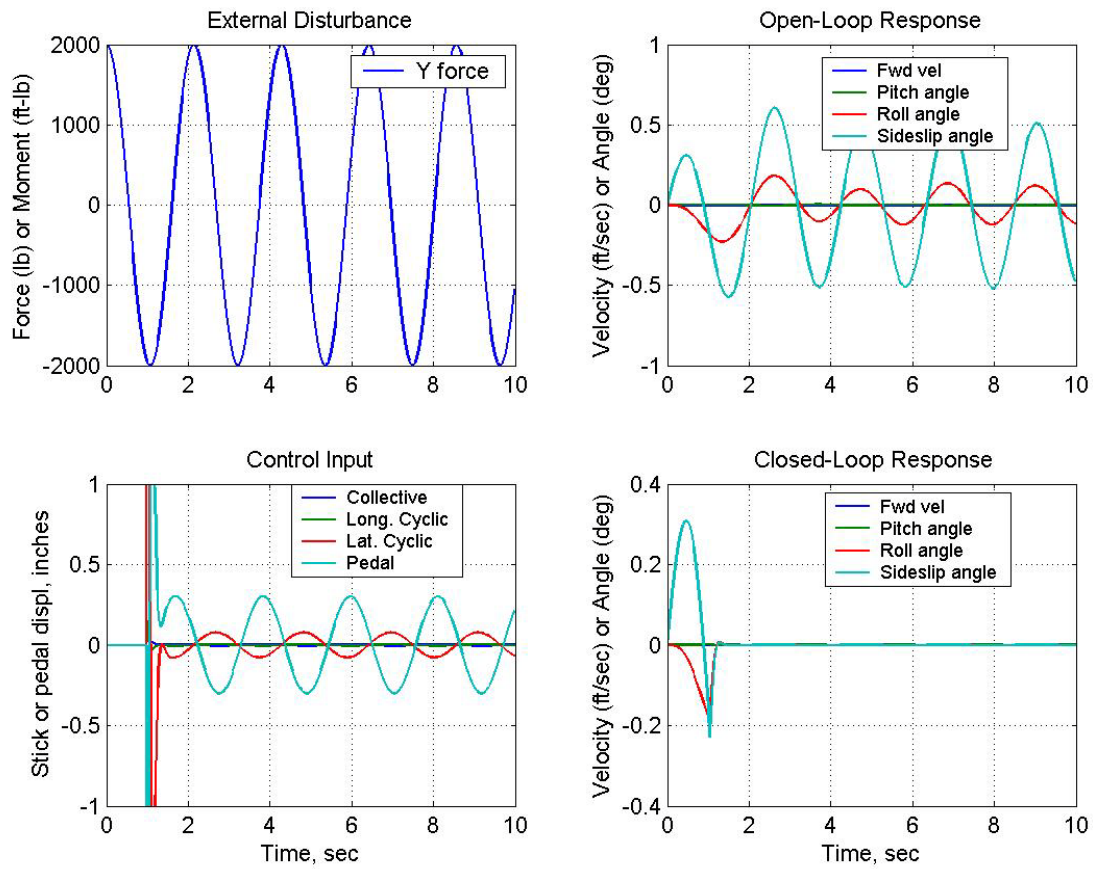 External Disturbance
Force (lb) or Moment (ft-lb)
2000
1000
0
-1000
-2000
Y force
0 2 4 6 8 10
Open-Loop Response
Velocity (ft/sec) or Angle (deg)
1
0.5
0
-0.5
-1
Fwd vel
Pitch angle
Roll angle
Sideslip angle
0 2 4 6 8 10
Control Input
Stick or pedal displ, inches
1
0.5
0
-0.5
-1
Collective
Long. Cyclic
Lat. Cyclic
Pedal
0 2 4 6 8 10
Time, sec
Closed-Loop Response
Velocity (ft/sec) or Angle (deg)
0.4
0.2
0
-0.2
-0.4
Fwd vel
Pitch angle
Roll angle
Sideslip angle
0 2 4 6 8 10
Time, sec